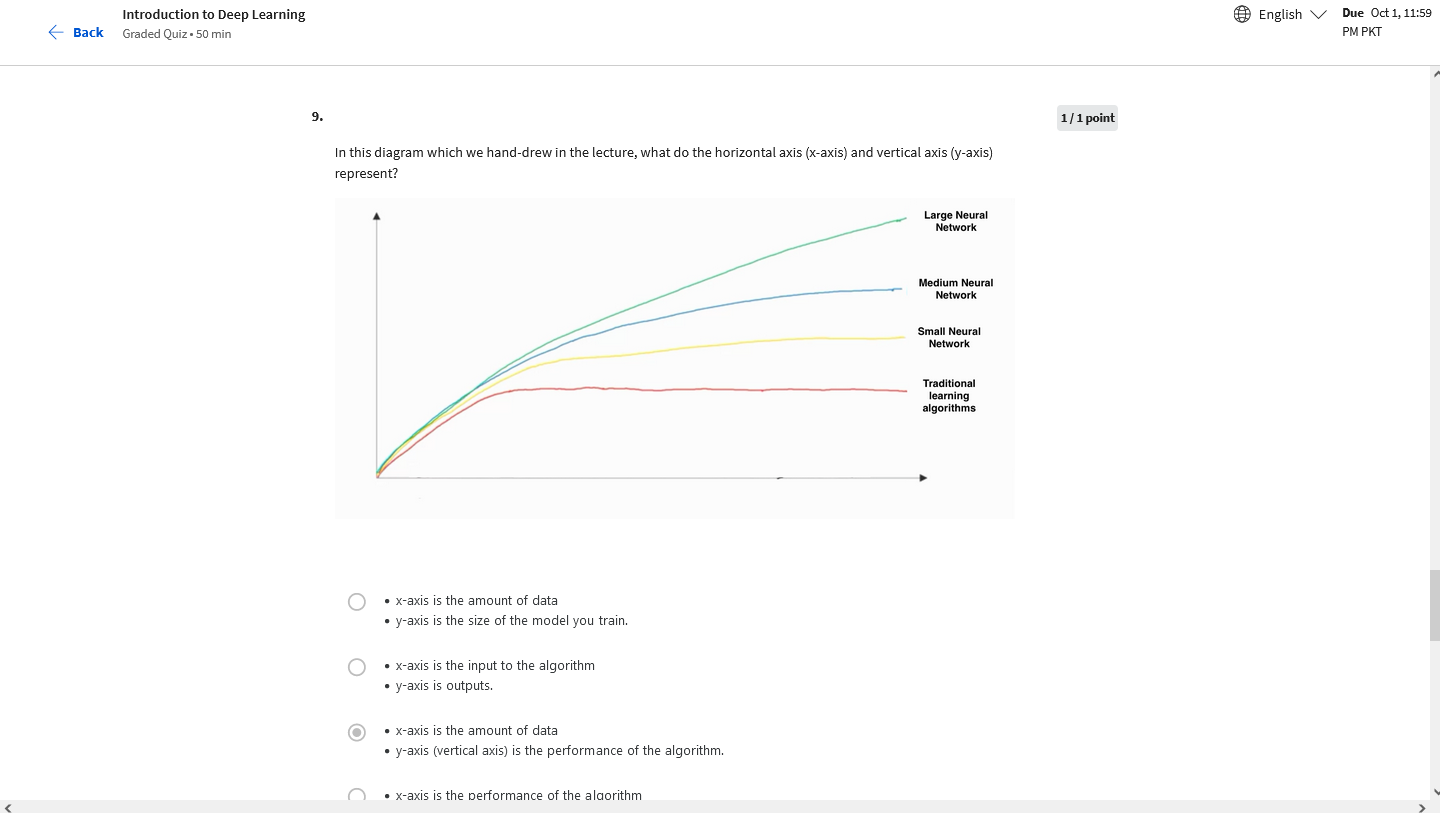 Introduction to Deep Learning
Back
Graded Quiz • 50 min
English
Due Oct 1, 11:59
PM PKT
9.
1 / 1 point
In this diagram which we hand-drew in the lecture, what do the horizontal axis (x-axis) and vertical axis (y-axis)
represent?
Large Neural
Network
Medium Neural
Network
Small Neural
Network
Traditional
learning
algorithms
• x-axis is the amount of data
• y-axis is the size of the model you train.
• x-axis is the input to the algorithm
• y-axis is outputs.
• x-axis is the amount of data
• y-axis (vertical axis) is the performance of the algorithm.
• x-axis is the performance of the algorithm